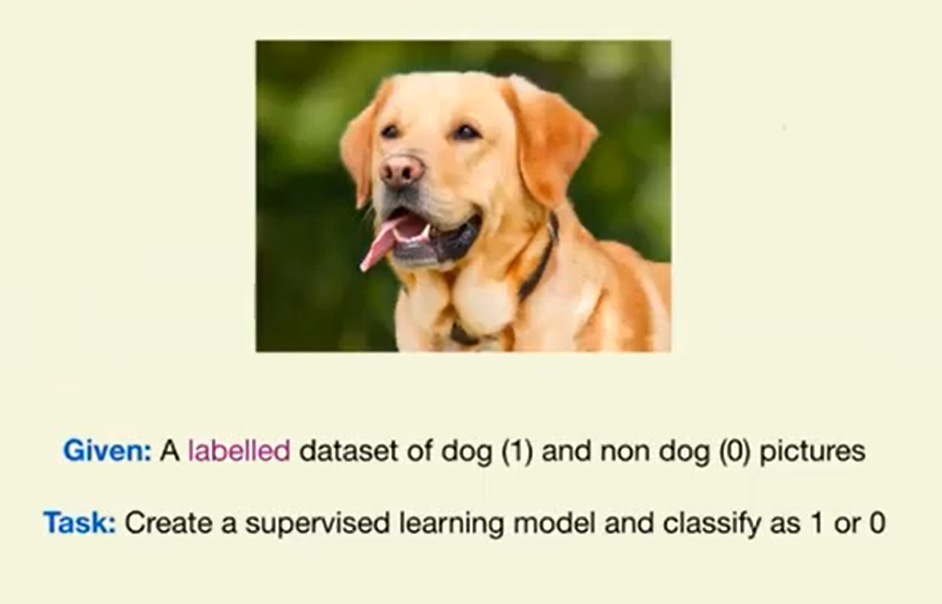 Given: A labelled dataset of dog (1) and non dog (0) pictures
Task: Create a supervised learning model and classify as 1 or 0